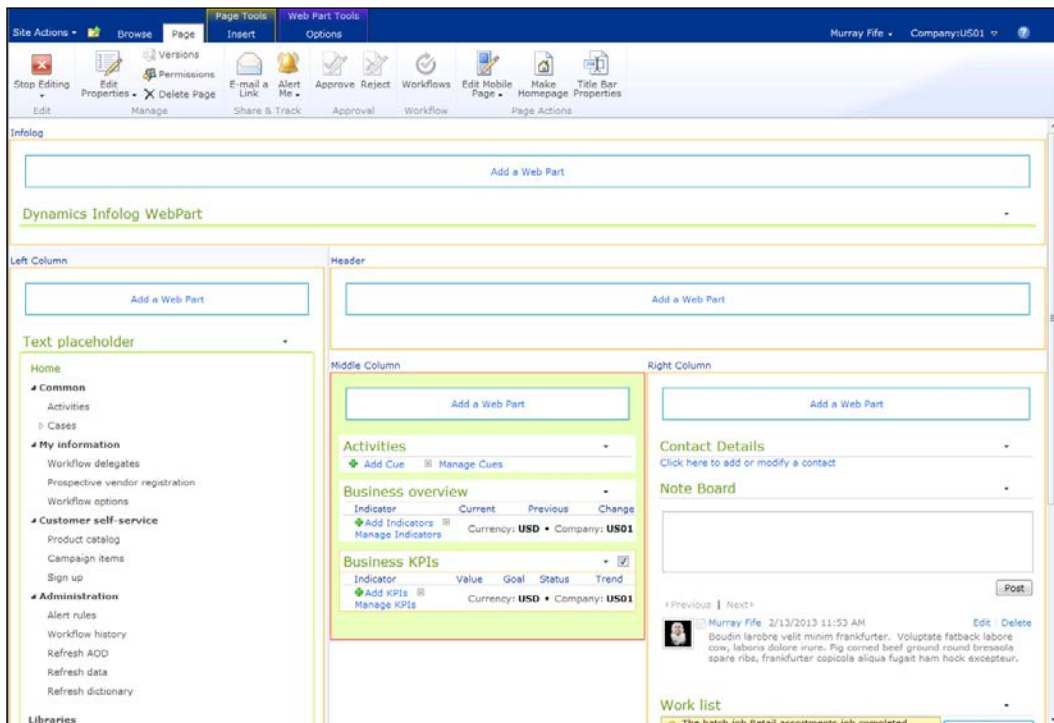 Page Tools Web Part Tools
Site Actions Browse Page Insert Options Murray Fife Company:US01
Stop Editing
Edit Properties
Versions
Permissions
Delete Page
E-mail a Link
Alert Me
Approve
Reject
Workflows
Edit Mobile Page
Make Homepage
Title Bar Properties
Edit Manage Share & Track Approval Workflow Page Actions
Infolog
Add a Web Part
Dynamics Infolog WebPart
Left Column
Add a Web Part
Text placeholder
Home
Common
Activities
Cases
My information
Workflow delegates
Prospective vendor registration
Workflow options
Customer self-service
Product catalog
Campaign items
Sign up
Administration
Alert rules
Workflow history
Refresh AOD
Refresh data
Refresh dictionary
Libraries
Header
Add a Web Part
Middle Column
Add a Web Part
Activities
Add Cue Manage Cues
Business overview
Indicator Current Previous Change
Add Indicators
Manage Indicators
Currency: USD • Company: US01
Business KPIs
Indicator Value Goal Status Trend
Add KPIs
Manage KPIs
Currency: USD • Company: US01
Right Column
Add a Web Part
Contact Details
Click here to add or modify a contact
Note Board
Post
Previous | Next
Murray Fife 2/13/2013 11:53 AM Edit | Delete
Boudin larobre velit minim frankfurter. Voluptate fatback labore
cow, laboris dolore irure. Pig corned beef ground round bresaola
spare ribs, frankfurter capicola aliqua fugait ham hock excepteur.
Work list
The batch job Retail assortments job completed